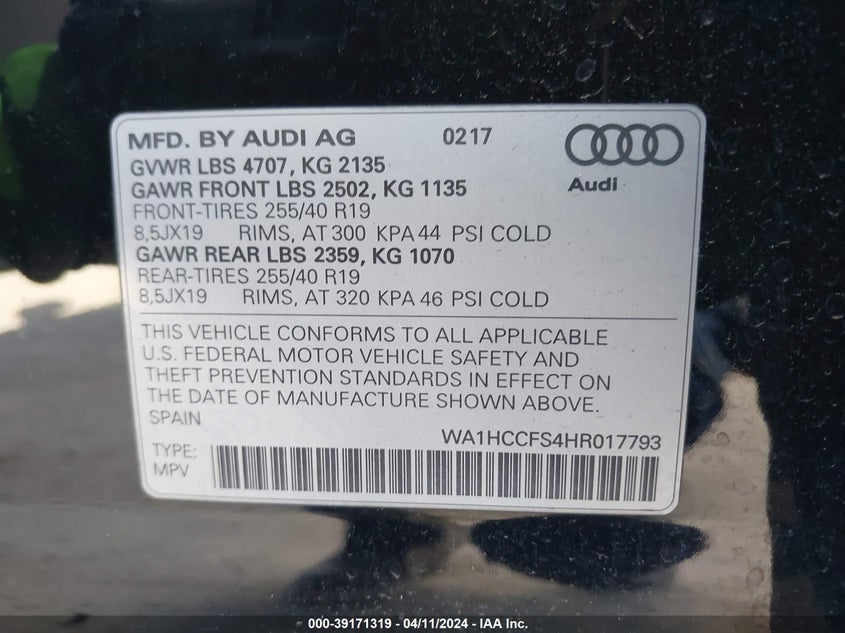 MFD. BY AUDI AG 0217
GVWR LBS 4707, KG 2135
GAWR FRONT LBS 2502, KG 1135
FRONT-TIRES 255/40 R19
8,5JX19 RIMS, AT 300 KPA 44 PSI COLD
GAWR REAR LBS 2359, KG 1070
REAR-TIRES 255/40 R19
8,5JX19 RIMS, AT 320 KPA 46 PSI COLD
Audi
THIS VEHICLE CONFORMS TO ALL APPLICABLE
U.S. FEDERAL MOTOR VEHICLE SAFETY AND
THEFT PREVENTION STANDARDS IN EFFECT ON
THE DATE OF MANUFACTURE SHOWN ABOVE.
SPAIN
WA1HCCFS4HR017793
TYPE:
MPV
000-39171319 - 04/11/2024 - IAA Inc.